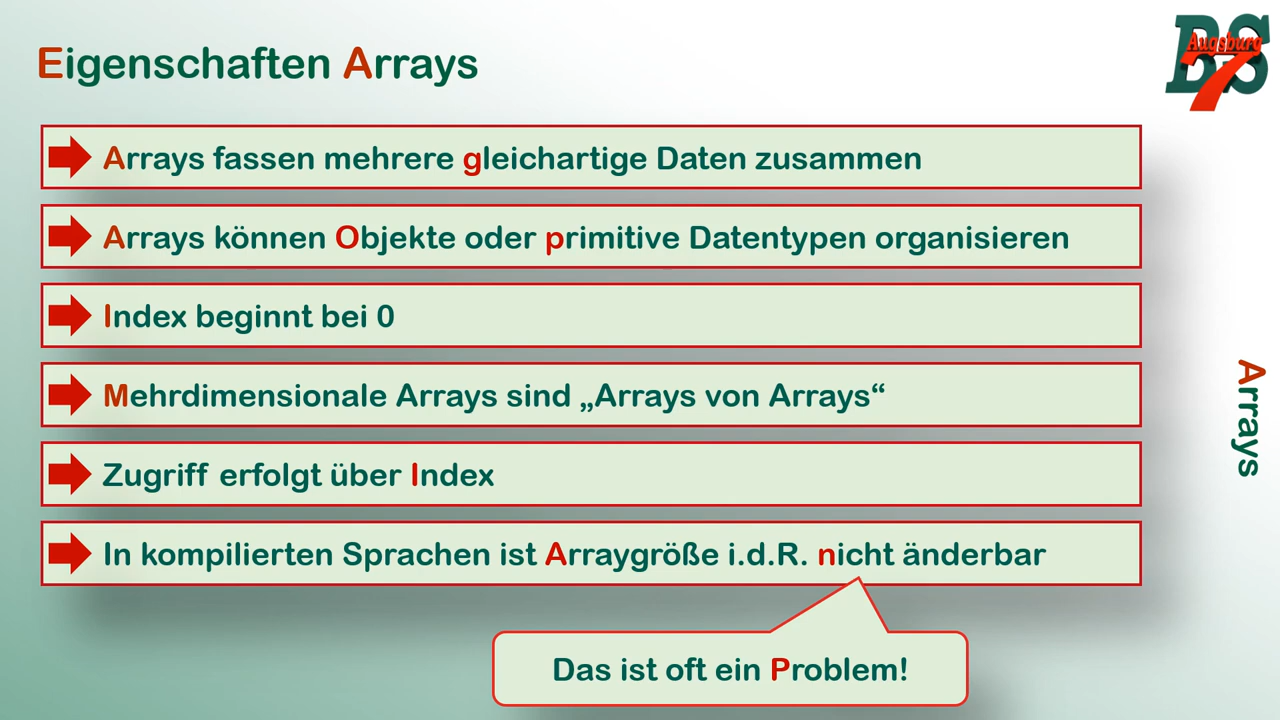 Eigenschaften Arrays
BS
Augsburg
7
Arrays fassen mehrere gleichartige Daten zusammen
Arrays können Objekte oder primitive Datentypen organisieren
Index beginnt bei 0
Mehrdimensionale Arrays sind „Arrays von Arrays“
Zugriff erfolgt über Index
In kompilierten Sprachen ist Arraygröße i.d.R. nicht änderbar
Das ist oft ein Problem!
Arrays